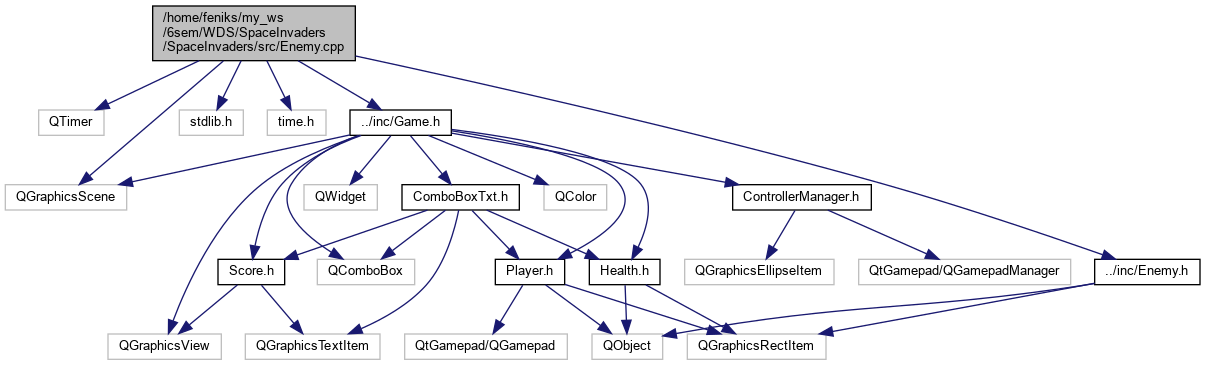 /home/feniks/my_ws
/6sem/WDS/SpaceInvaders
/SpaceInvaders/src/Enemy.cpp
QTimer
stdlib.h
time.h
../inc/Game.h
QGraphicsScene
QWidget
ComboBoxTxt.h
QColor
ControllerManager.h
Score.h
QComboBox
Player.h
Health.h
QGraphicsEllipseItem
QtGamepad/QGamepadManager
../inc/Enemy.h
QGraphicsView
QGraphicsTextItem
QtGamepad/QGamepad
QObject
QGraphicsRectItem